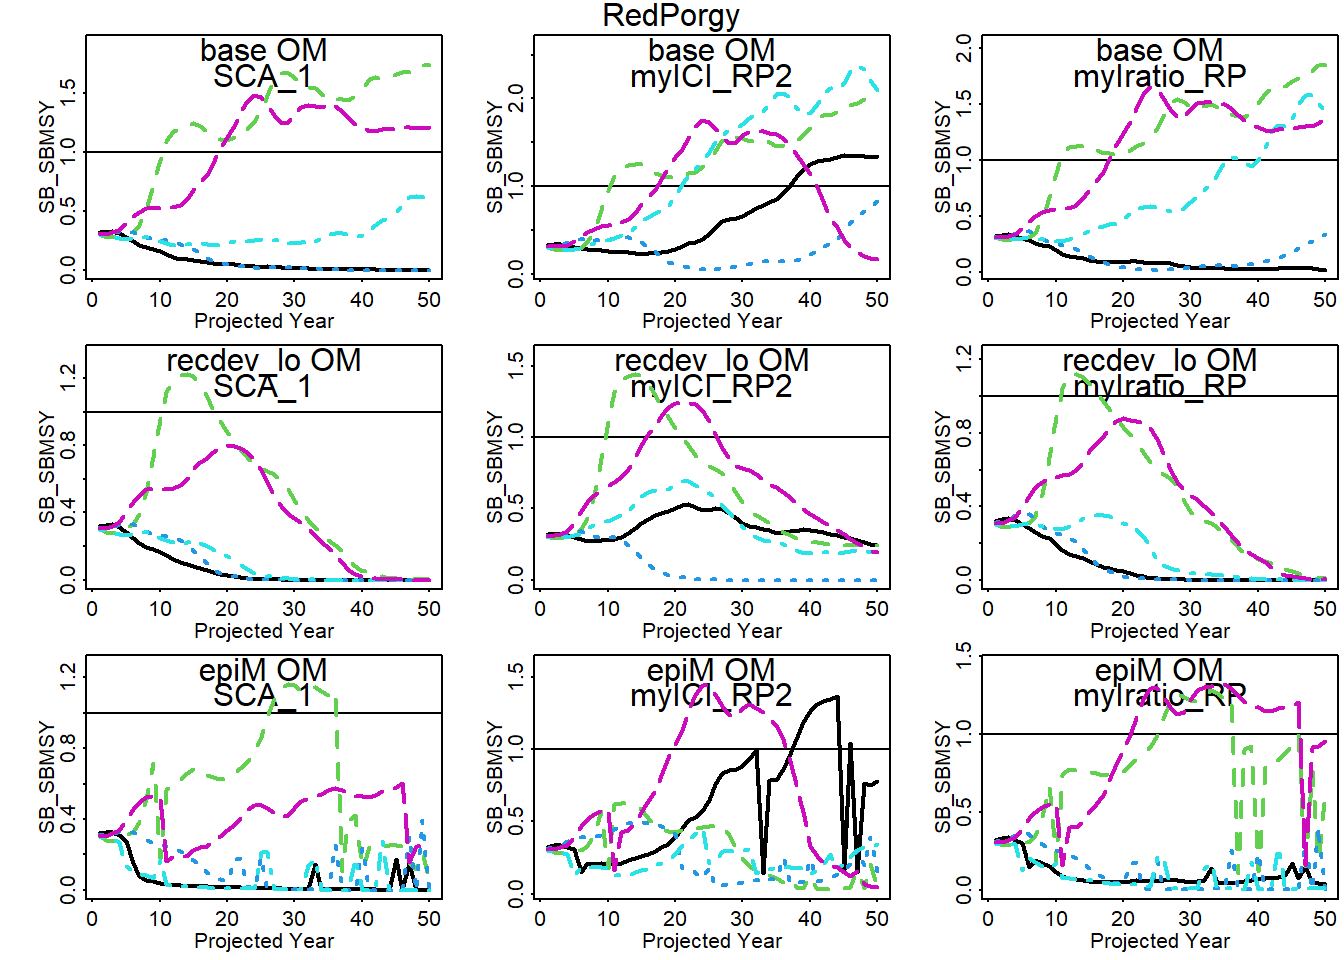 RedPorgy
base OM
SCA_1
SB_SBMSY
0.0 0.5 1.0 1.5
0 10 20 30 40 50
Projected Year
base OM
myICI_RP2
SB_SBMSY
0.0 1.0 2.0
0 10 20 30 40 50
Projected Year
base OM
myIratio_RP
SB_SBMSY
0.0 0.5 1.0 1.5 2.0
0 10 20 30 40 50
Projected Year
recdev_lo OM
SCA_1
SB_SBMSY
0.0 0.4 0.8 1.2
0 10 20 30 40 50
Projected Year
recdev_lo OM
myICI_RP2
SB_SBMSY
0.0 0.5 1.0 1.5
0 10 20 30 40 50
Projected Year
recdev_lo OM
myIratio_RP
SB_SBMSY
0.0 0.4 0.8 1.2
0 10 20 30 40 50
Projected Year
epiM OM
SCA_1
SB_SBMSY
0.0 0.4 0.8 1.2
0 10 20 30 40 50
Projected Year
epiM OM
myICI_RP2
SB_SBMSY
0.0 0.5 1.0 1.5
0 10 20 30 40 50
Projected Year
epiM OM
myIratio_RP
SB_SBMSY
0.0 0.5 1.0 1.5
0 10 20 30 40 50
Projected Year